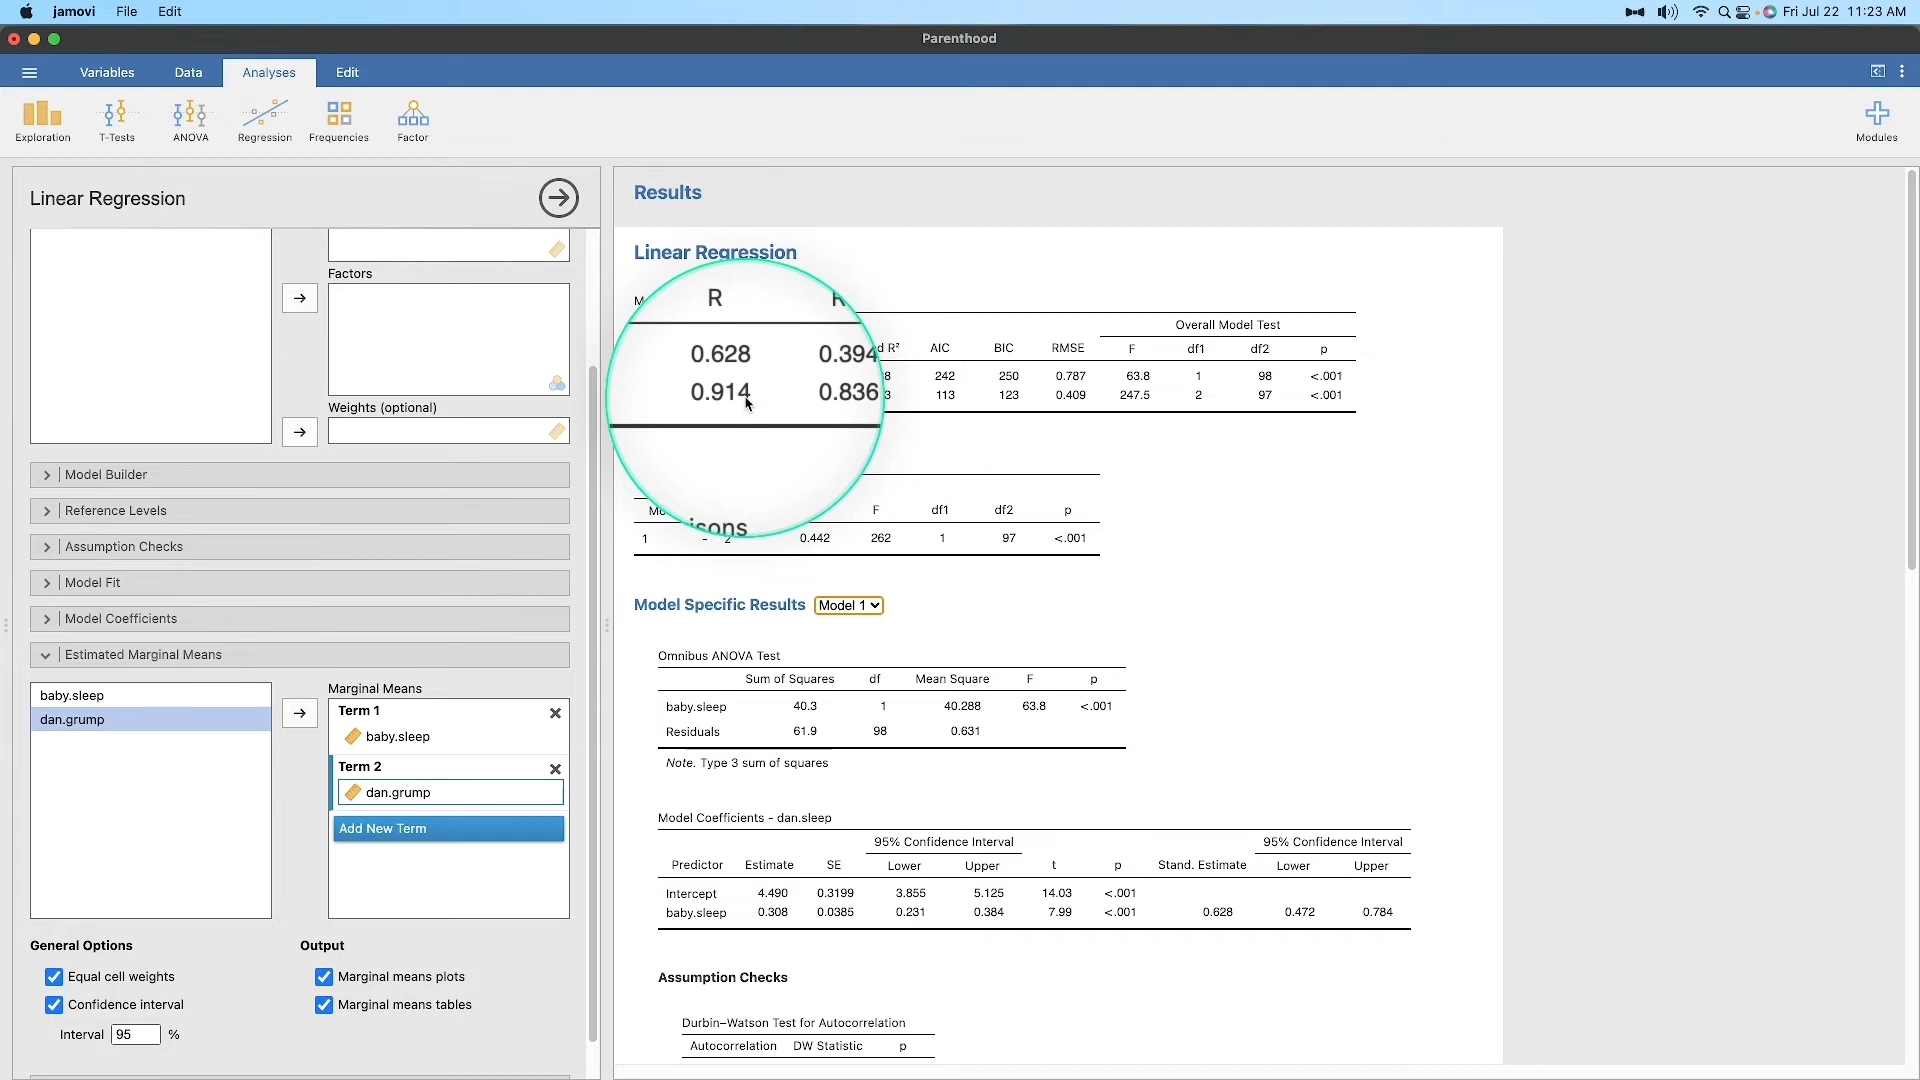 jamovi File Edit Fri Jul 22 11:23 AM
Parenthood
Variables Data Analyses Edit
Exploration T-Tests ANOVA Regression Frequencies Factor Modules
Linear Regression
Factors
Weights (optional)
Model Builder
Reference Levels
Assumption Checks
Model Fit
Model Coefficients
Estimated Marginal Means
baby.sleep
dan.grump
Marginal Means
Term 1
baby.sleep
Term 2
dan.grump
Add New Term
General Options Output
Equal cell weights Marginal means plots
Confidence interval Marginal means tables
Interval 95 %
Results
Linear Regression
Overall Model Test
R d R² AIC BIC RMSE F df1 df2 p
0.628 0.394 8 242 250 0.787 63.8 1 98 <.001
0.914 0.836 3 113 123 0.409 247.5 2 97 <.001
isons
F df1 df2 p
1 - 2 0.442 262 1 97 <.001
Model Specific Results Model 1
Omnibus ANOVA Test
Sum of Squares df Mean Square F p
baby.sleep 40.3 1 40.288 63.8 <.001
Residuals 61.9 98 0.631
Note. Type 3 sum of squares
Model Coefficients - dan.sleep
95% Confidence Interval 95% Confidence Interval
Predictor Estimate SE Lower Upper t p Stand. Estimate Lower Upper
Intercept 4.490 0.3199 3.855 5.125 14.03 <.001
baby.sleep 0.308 0.0385 0.231 0.384 7.99 <.001 0.628 0.472 0.784
Assumption Checks
Durbin–Watson Test for Autocorrelation
Autocorrelation DW Statistic p